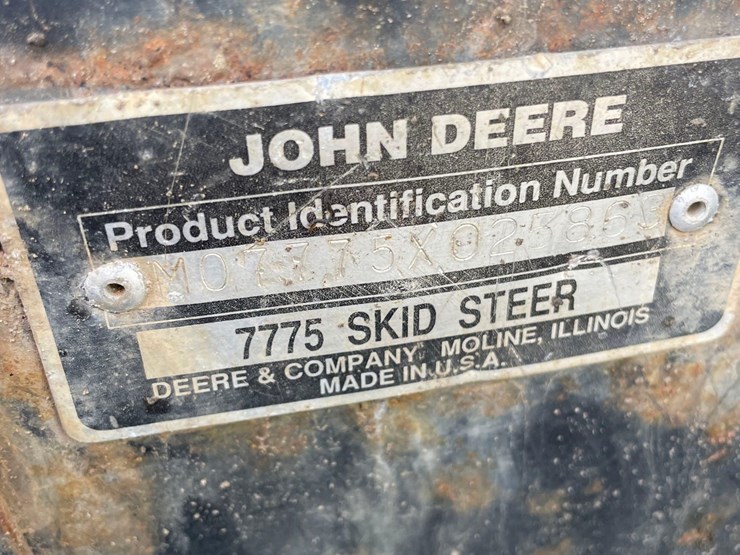 JOHN DEERE
Product Identification Number
7775 SKID STEER
DEERE & COMPANY MOLINE, ILLINOIS
MADE IN U.S.A.